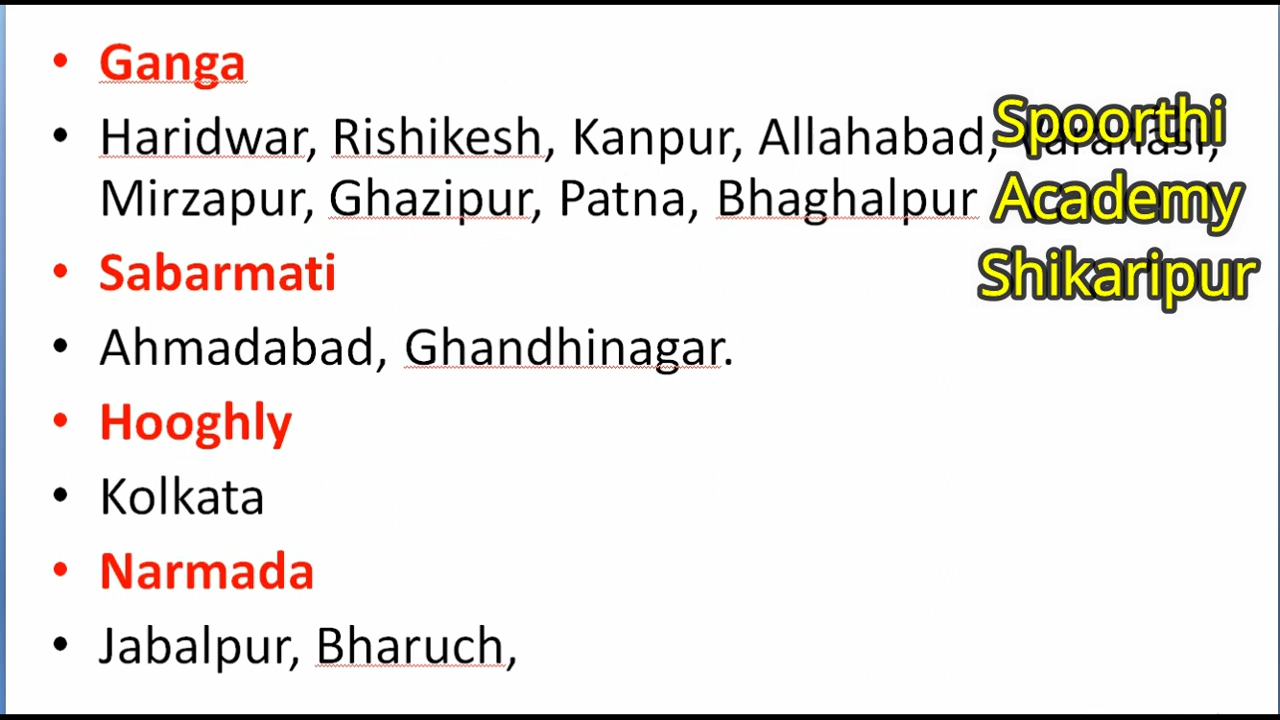 • Ganga
• Haridwar, Rishikesh, Kanpur, Allahabad, Varanasi,
Mirzapur, Ghazipur, Patna, Bhaghalpur
Spoorthi
Academy
Shikaripur
• Sabarmati
• Ahmadabad, Ghandhinagar.
• Hooghly
• Kolkata
• Narmada
• Jabalpur, Bharuch,